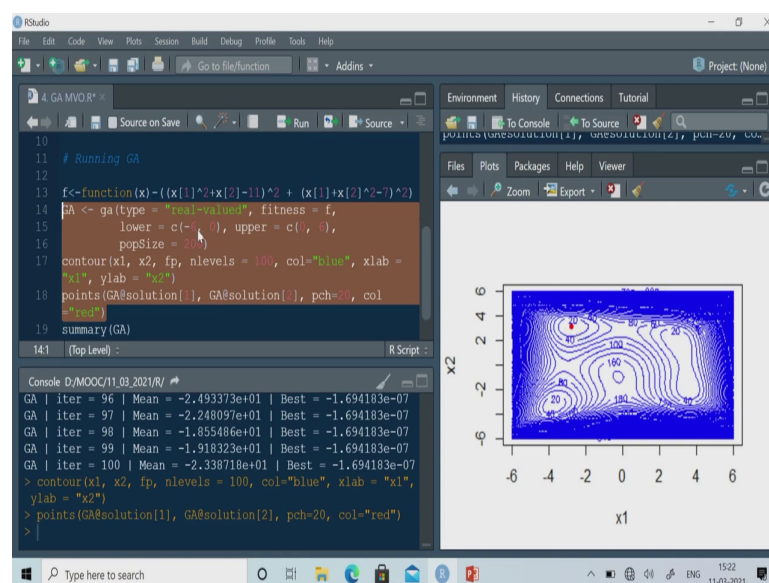 RStudio
File Edit Code View Plots Session Build Debug Profile Tools Help
Go to file/function Addins Project: (None)
4. GA MVO.R*
Source on Save Run Source
10
11 # Running GA
12
13 f<-function(x)-((x[1]^2+x[2]-11)^2 + (x[1]+x[2]^2-7)^2)
14 GA <- ga(type = "real-valued", fitness = f,
15 lower = c(-6, 0), upper = c(0, 6),
16 popSize = 200)
17 contour(x1, x2, fp, nlevels = 100, col="blue", xlab =
"x1", ylab = "x2")
18 points(GA@solution[1], GA@solution[2], pch=20, col
="red")
19 summary(GA)
14:1 (Top Level) R Script
Console D:/MOOC/11_03_2021/R/
GA | iter = 96 | Mean = -2.493373e+01 | Best = -1.694183e-07
GA | iter = 97 | Mean = -2.248097e+01 | Best = -1.694183e-07
GA | iter = 98 | Mean = -1.855486e+01 | Best = -1.694183e-07
GA | iter = 99 | Mean = -1.918323e+01 | Best = -1.694183e-07
GA | iter = 100 | Mean = -2.338718e+01 | Best = -1.694183e-07
> contour(x1, x2, fp, nlevels = 100, col="blue", xlab = "x1",
ylab = "x2")
> points(GA@solution[1], GA@solution[2], pch=20, col="red")
>
Environment History Connections Tutorial
To Console To Source
points(GA@solution[1], GA@solution[2], pch=20, co...
Files Plots Packages Help Viewer
Zoom Export
x2
6
4
2
-2
-6
20
40
100
160
80
60
20
20
180
-6 -4 -2 0 2 4 6
x1
Type here to search
ENG
15:22
11-03-2021